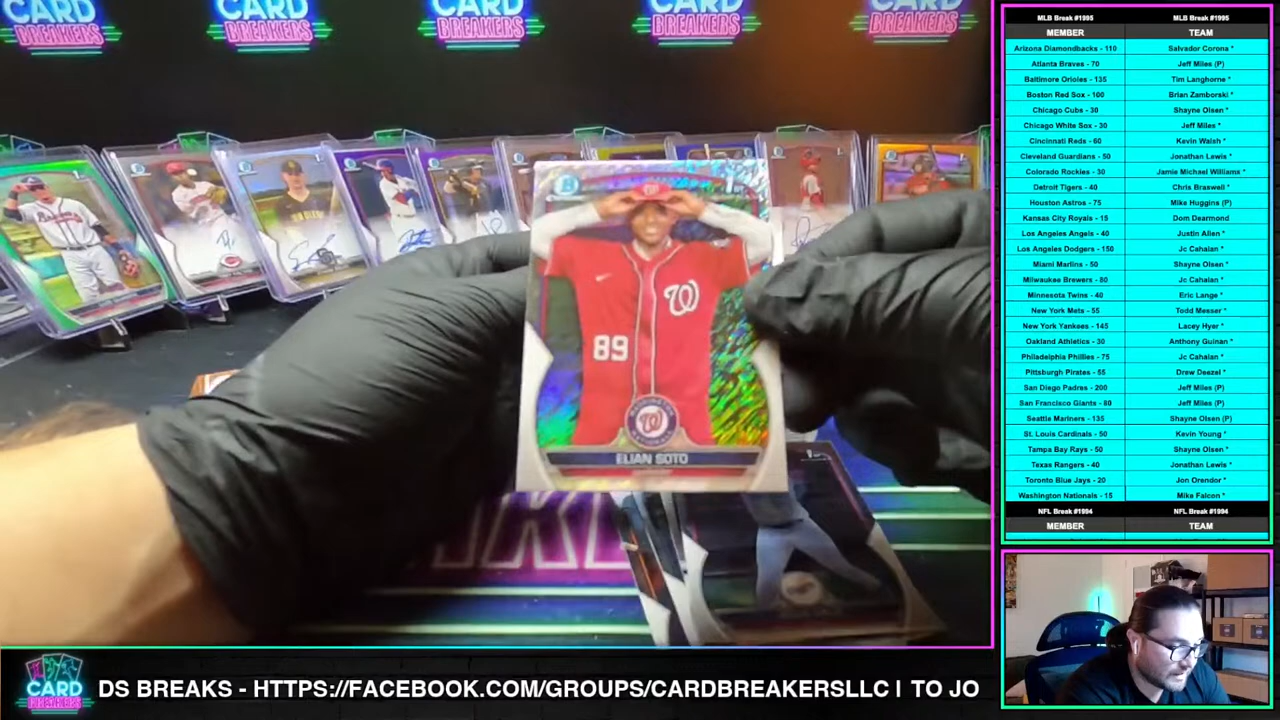 CARD
BREAKERS
CARD
BREAKERS
CARD
BREAKERS
CARD
BREAKERS
CARD
BREAKERS
Braves
W
89
ELIAN SOTO
MLB Break #1995 MLB Break #1995
MEMBER TEAM
Arizona Diamondbacks - 110 Salvador Corona *
Atlanta Braves - 70 Jeff Miles (P)
Baltimore Orioles - 135 Tim Langhorne *
Boston Red Sox - 100 Brian Zamborski *
Chicago Cubs - 30 Shayne Olsen *
Chicago White Sox - 30 Jeff Miles *
Cincinnati Reds - 60 Kevin Walsh *
Cleveland Guardians - 50 Jonathan Lewis *
Colorado Rockies - 30 Jamie Michael Williams *
Detroit Tigers - 40 Chris Braswell *
Houston Astros - 75 Mike Huggins (P)
Kansas City Royals - 15 Dom Dearmond
Los Angeles Angels - 40 Justin Allen *
Los Angeles Dodgers - 150 Jc Cahalan *
Miami Marlins - 50 Shayne Olsen *
Milwaukee Brewers - 80 Jc Cahalan *
Minnesota Twins - 40 Eric Lange *
New York Mets - 55 Todd Messer *
New York Yankees - 145 Lacey Hyer *
Oakland Athletics - 30 Anthony Guinan *
Philadelphia Phillies - 75 Jc Cahalan *
Pittsburgh Pirates - 55 Drew Deezel *
San Diego Padres - 200 Jeff Miles (P)
San Francisco Giants - 80 Jeff Miles (P)
Seattle Mariners - 135 Shayne Olsen (P)
St. Louis Cardinals - 50 Kevin Young *
Tampa Bay Rays - 50 Shayne Olsen *
Texas Rangers - 40 Jonathan Lewis *
Toronto Blue Jays - 20 Jon Orendor *
Washington Nationals - 15 Mike Falcon *
NFL Break #1994 NFL Break #1994
MEMBER TEAM
CARD
BREAKERS
DS BREAKS - HTTPS://FACEBOOK.COM/GROUPS/CARDBREAKERSLLC | TO JO